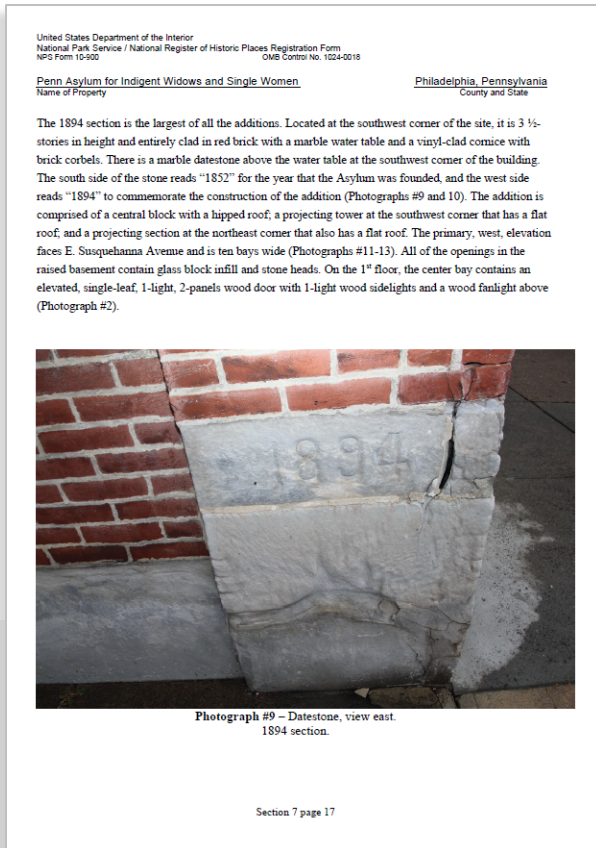 United States Department of the Interior
National Park Service / National Register of Historic Places Registration Form
NPS Form 10-900 OMB Control No. 1024-0018
Penn Asylum for Indigent Widows and Single Women Philadelphia, Pennsylvania
Name of Property County and State
The 1894 section is the largest of all the additions. Located at the southwest corner of the site, it is 3 ½-
stories in height and entirely clad in red brick with a marble water table and a vinyl-clad cornice with
brick corbels. There is a marble datestone above the water table at the southwest corner of the building.
The south side of the stone reads “1852” for the year that the Asylum was founded, and the west side
reads “1894” to commemorate the construction of the addition (Photographs #9 and 10). The addition is
comprised of a central block with a hipped roof; a projecting tower at the southwest corner that has a flat
roof; and a projecting section at the northeast corner that also has a flat roof. The primary, west, elevation
faces E. Susquehanna Avenue and is ten bays wide (Photographs #11-13). All of the openings in the
raised basement contain glass block infill and stone heads. On the 1st floor, the center bay contains an
elevated, single-leaf, 1-light, 2-panels wood door with 1-light wood sidelights and a wood fanlight above
(Photograph #2).
1894
Photograph #9 – Datestone, view east.
1894 section.
Section 7 page 17